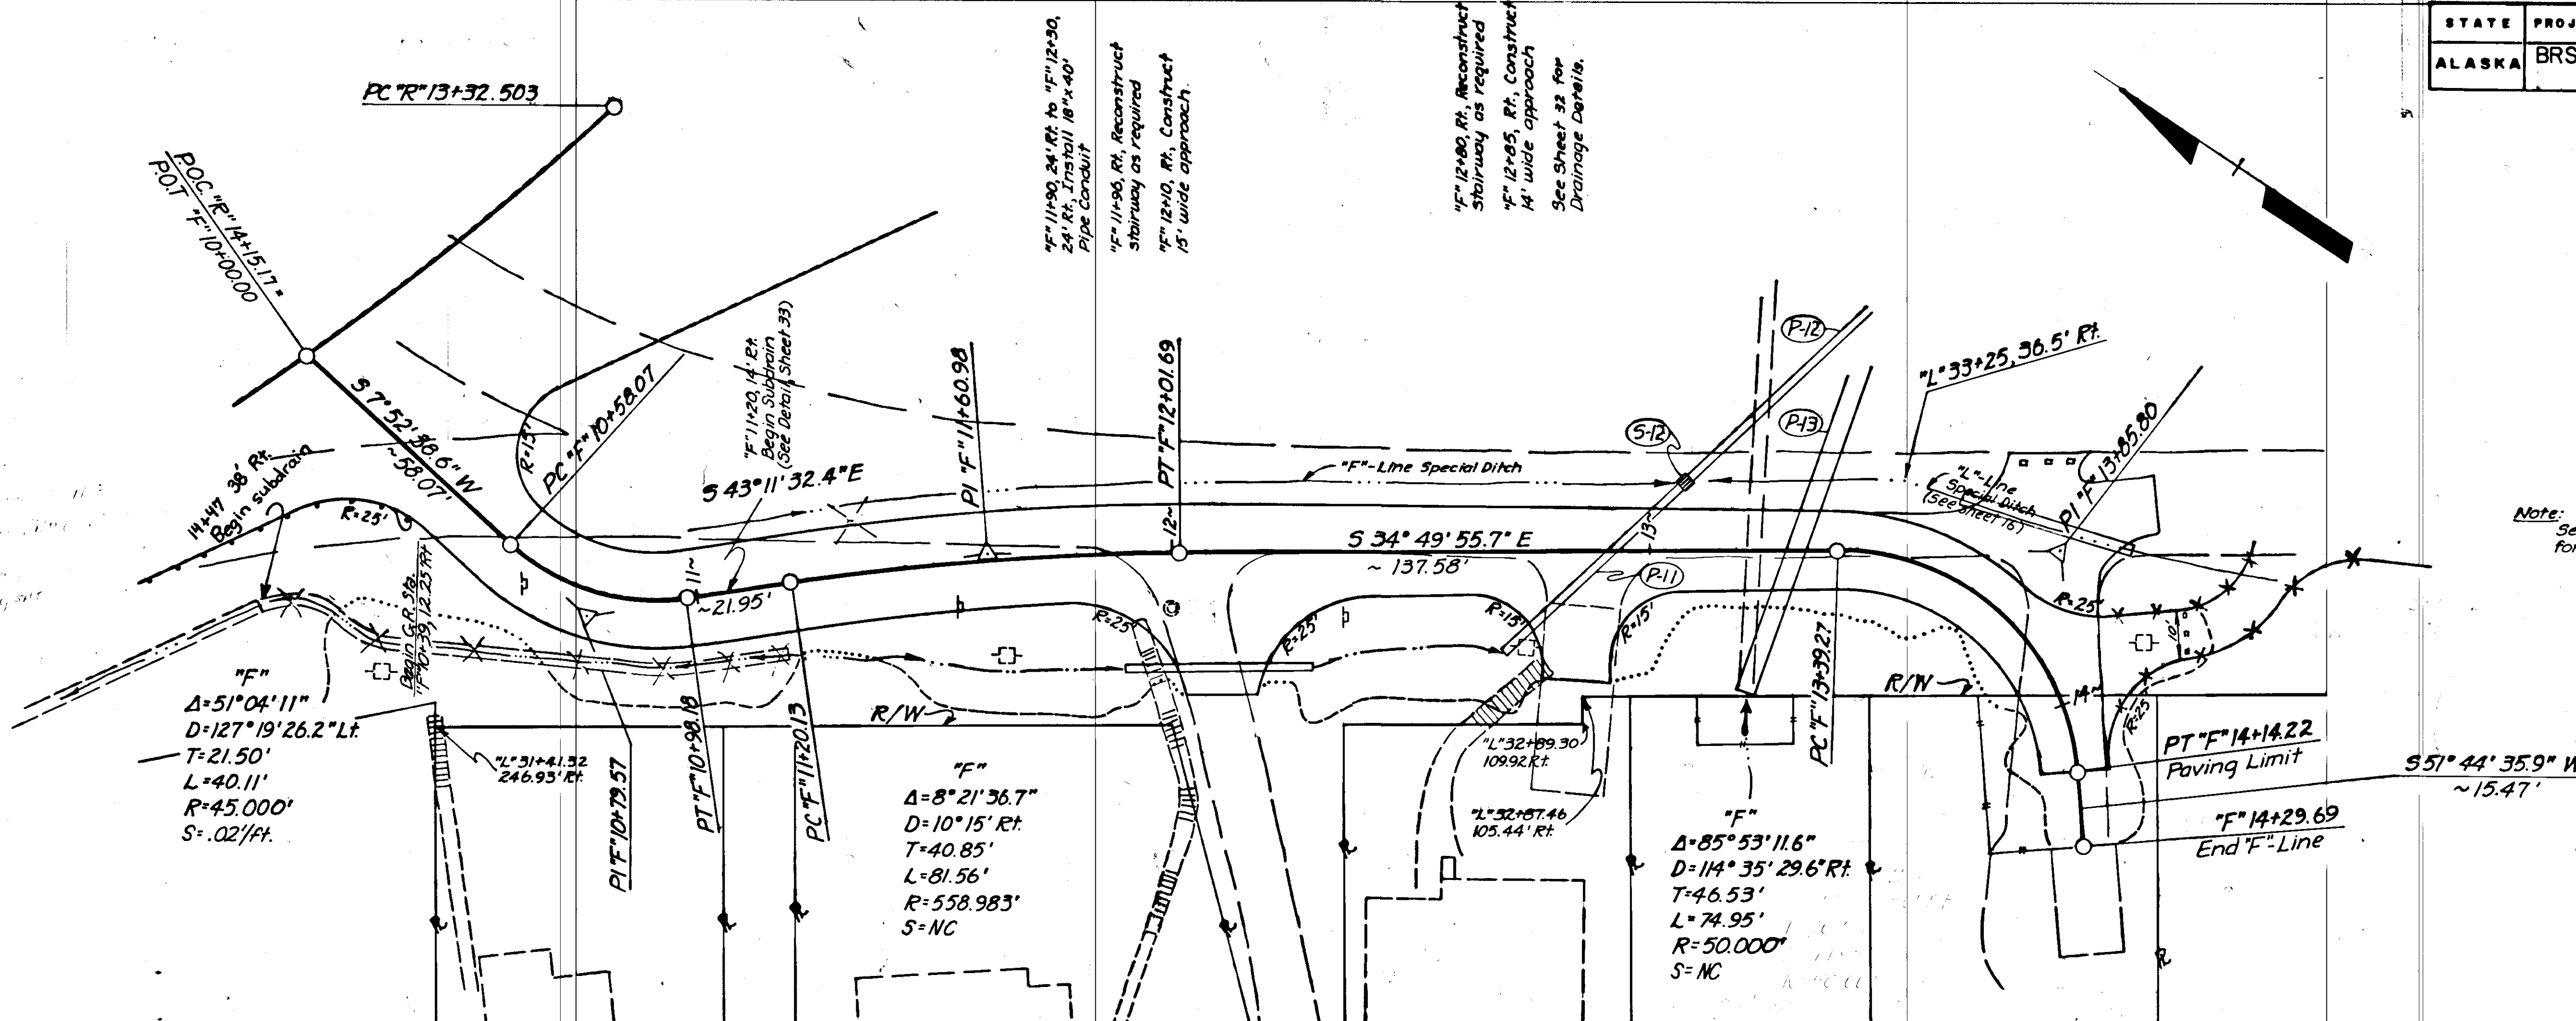 STATE
PROJ
ALASKA
BRS
PC "R" 13+32.503
P.O.C. "R" 14+15.17 =
P.O.T "F" 10+00.00
"F" 11+90, 24' Rt. to "F" 12+30,
24' Rt., Install 18" x 40'
Pipe Conduit
"F" 11+96, Rt., Reconstruct
stairway as required
"F" 12+10, Rt., Construct
15' wide approach.
"F" 12+80, Rt., Reconstruct
stairway as required
"F" 12+85, Rt., Construct
14' wide approach
See Sheet 32 for
Drainage Details.
S 7°52'38.6" W
~58.07'
PC "F" 10+58.07
R=15'
"F" 11+20, 14' Rt.
Begin Subdrain
(See Detail, Sheet 33)
S 43°11'32.4" E
PI "F" 11+60.98
PT "F" 12+01.69
12
"F"-Line Special Ditch
S-12
P-12
P-13
"L" 33+25, 36.5' Rt.
"L"-Line
Special Ditch
(See Sheet 16)
PI "F" 13+85.80
Note:
Se
for
14+47 38' Rt.
Begin subdrain
R=25'
Begin G.R. Sta.
"F" 10+39, 12.25 Rt
11
~21.95'
S 34° 49' 55.7" E
~ 137.58'
13
P-11
R=25'
R=25'
R=15'
R=15'
R=25'
10'
14
R=25'
R/W
R/W
"F"
Δ=51°04'11"
D=127°19'26.2" Lt.
T=21.50'
L=40.11'
R=45.000'
S=.02'/ft.
"L" 31+41.32
246.93' Rt.
PI "F" 10+79.57
PT "F" 10+98.18
PC "F" 11+20.13
"F"
Δ=8°21'36.7"
D=10°15' Rt.
T=40.85'
L=81.56'
R=558.983'
S=NC
"L" 32+89.30
109.92 Rt.
"L" 32+87.46
105.44' Rt.
PC "F" 13+39.27
"F"
Δ=85°53'11.6"
D=114°35'29.6" Rt.
T=46.53'
L=74.95'
R=50.000'
S=NC
PT "F" 14+14.22
Paving Limit
S 51° 44' 35.9" W
~15.47'
"F" 14+29.69
End "F"-Line